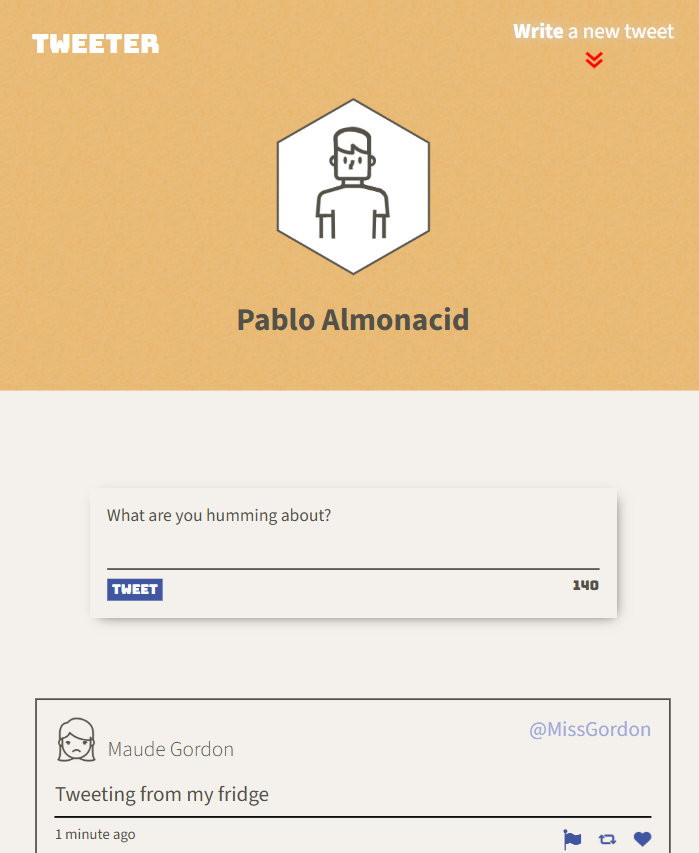 TWEETER
Write a new tweet
Pablo Almonacid
What are you humming about?
TWEET
140
Maude Gordon
@MissGordon
Tweeting from my fridge
1 minute ago